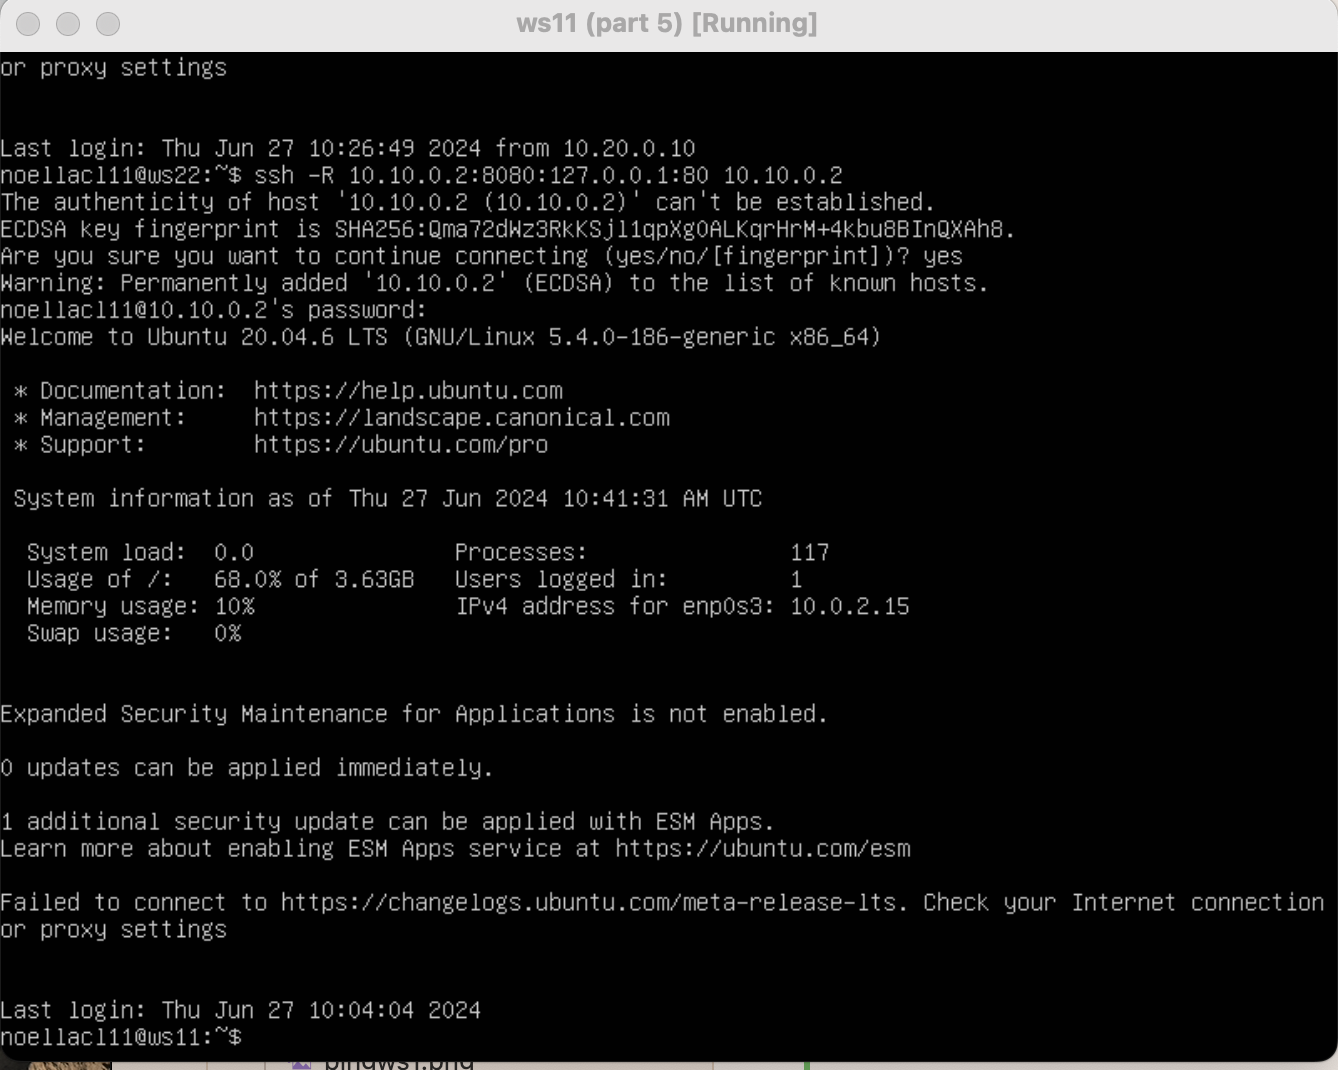 ws11 (part 5) [Running]
or proxy settings
Last login: Thu Jun 27 10:26:49 2024 from 10.20.0.10
noellacl11@ws22:~$ ssh -R 10.10.0.2:8080:127.0.0.1:80 10.10.0.2
The authenticity of host '10.10.0.2 (10.10.0.2)' can't be established.
ECDSA key fingerprint is SHA256:Qma72dWz3RkKSjl1qpXgOALKqrHrM+4kbu8BInQXAh8.
Are you sure you want to continue connecting (yes/no/[fingerprint])? yes
Warning: Permanently added '10.10.0.2' (ECDSA) to the list of known hosts.
noellacl11@10.10.0.2's password:
Welcome to Ubuntu 20.04.6 LTS (GNU/Linux 5.4.0-186-generic x86_64)
* Documentation:  https://help.ubuntu.com
* Management:     https://landscape.canonical.com
* Support:        https://ubuntu.com/pro
System information as of Thu 27 Jun 2024 10:41:31 AM UTC
System load:  0.0               Processes:               117
Usage of /:   68.0% of 3.63GB   Users logged in:         1
Memory usage: 10%               IPv4 address for enp0s3: 10.0.2.15
Swap usage:   0%
Expanded Security Maintenance for Applications is not enabled.
0 updates can be applied immediately.
1 additional security update can be applied with ESM Apps.
Learn more about enabling ESM Apps service at https://ubuntu.com/esm
Failed to connect to https://changelogs.ubuntu.com/meta-release-lts. Check your Internet connection
or proxy settings
Last login: Thu Jun 27 10:04:04 2024
noellacl11@ws11:~$
pingws1.png